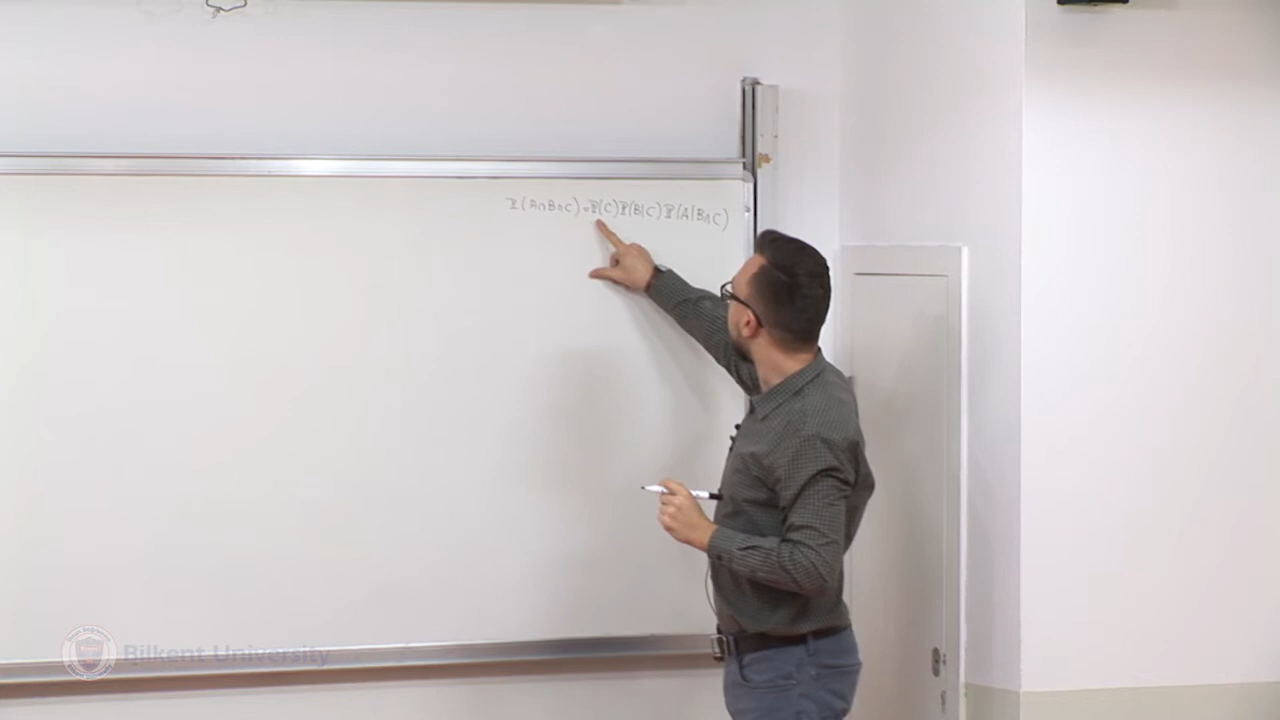 ℙ(A∩B∩C)=ℙ(C)ℙ(B|C)ℙ(A|B∩C)
Bilkent University